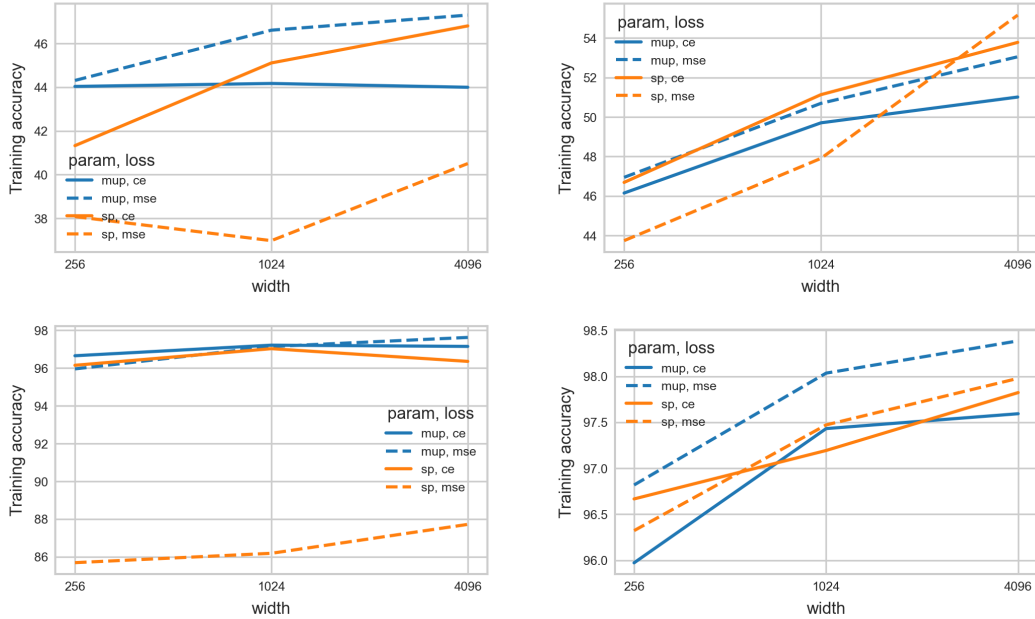 46
44
42
40
38
Training accuracy
param, loss
mup, ce
mup, mse
sp, ce
sp, mse
256
1024
4096
width
54
52
50
48
46
44
Training accuracy
param, loss
mup, ce
mup, mse
sp, ce
sp, mse
256
1024
4096
width
98
96
94
92
90
88
86
Training accuracy
param, loss
mup, ce
mup, mse
sp, ce
sp, mse
256
1024
4096
width
98.5
98.0
97.5
97.0
96.5
96.0
Training accuracy
param, loss
mup, ce
mup, mse
sp, ce
sp, mse
256
1024
4096
width